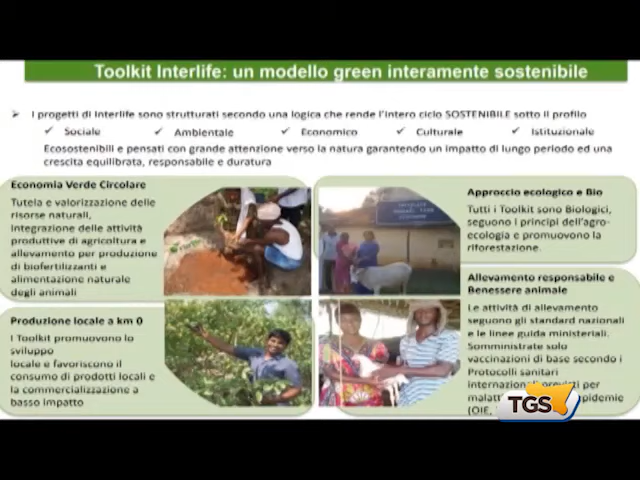 Toolkit Interlife: un modello green interamente sostenibile
➢ I progetti di Interlife sono strutturati secondo una logica che rende l'intero ciclo SOSTENIBILE sotto il profilo
✓ Sociale ✓ Ambientale ✓ Economico ✓ Culturale ✓ Istituzionale
Ecosostenibili e pensati con grande attenzione verso la natura garantendo un impatto di lungo periodo ed una
crescita equilibrata, responsabile e duratura
Economia Verde Circolare
Tutela e valorizzazione delle
risorse naturali,
Integrazione delle attività
produttive di agricoltura e
allevamento per produzione
di biofertilizzanti e
alimentazione naturale
degli animali
Approccio ecologico e Bio
Tutti i Toolkit sono Biologici,
seguono i principi dell'agro-
ecologia e promuovono la
riforestazione.
Produzione locale a km 0
I Toolkit promuovono lo
sviluppo
locale e favoriscono il
consumo di prodotti locali e
la commercializzazione a
basso impatto
Allevamento responsabile e
Benessere animale
Le attività di allevamento
seguono gli standard nazionali
e le linee guida ministeriali.
Somministrate solo
vaccinazioni di base secondo i
Protocolli sanitari
internazionali previsti per
(OIE,
TGS